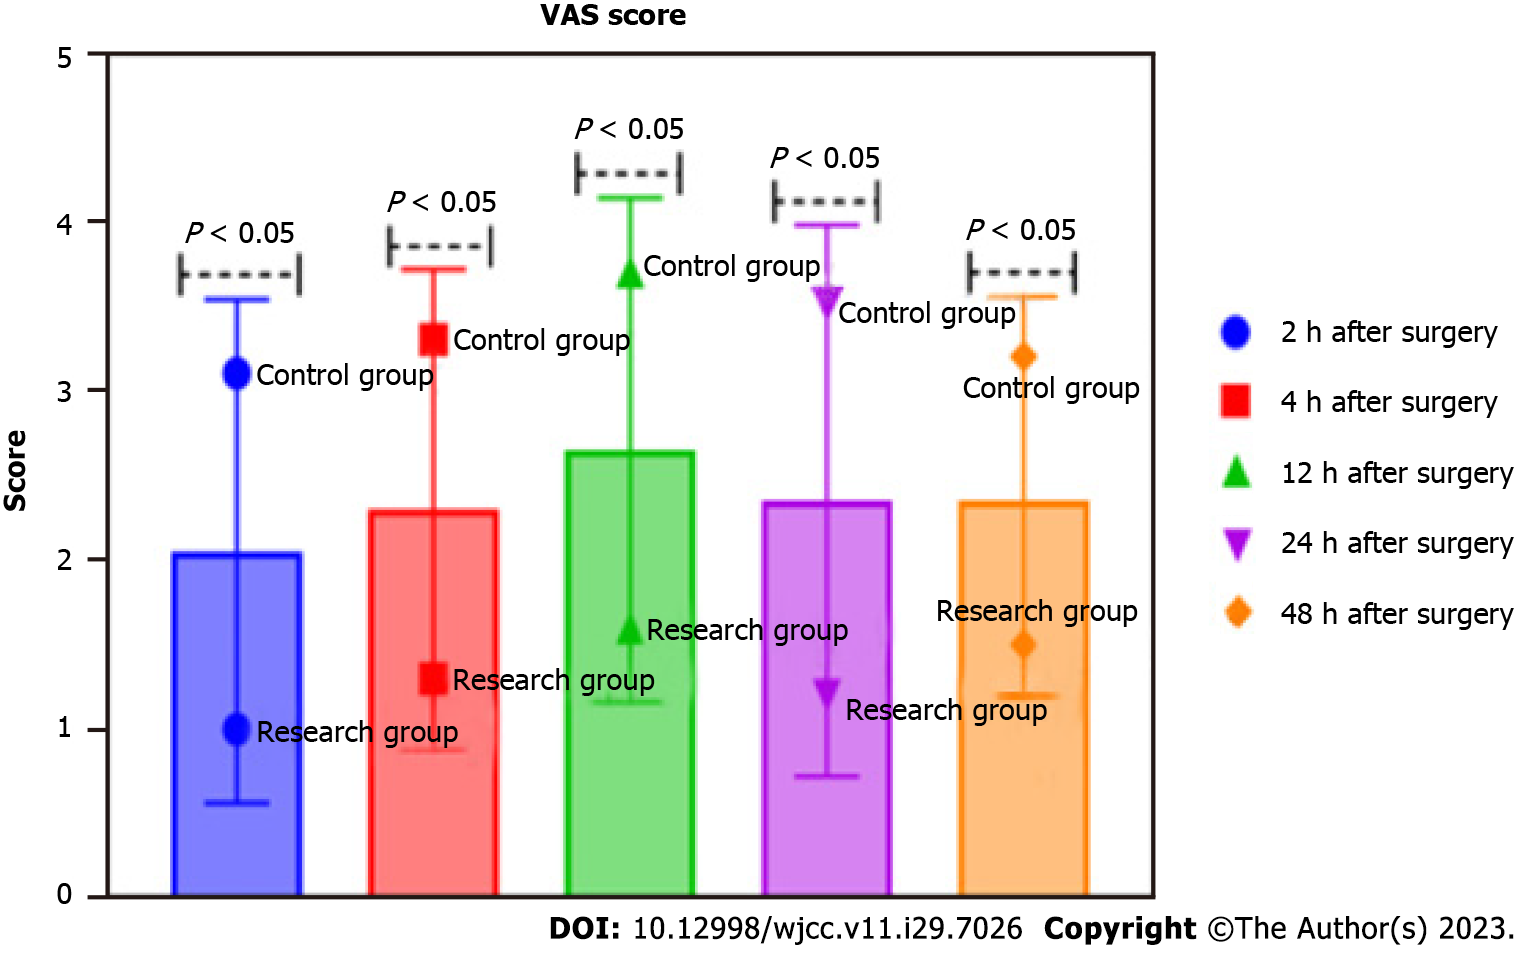 VAS score
5
4
3
2
1
0
Score
P < 0.05
P < 0.05
P < 0.05
P < 0.05
P < 0.05
Control group
Control group
Control group
Control group
Control group
Research group
Research group
Research group
Research group
Research group
2 h after surgery
4 h after surgery
12 h after surgery
24 h after surgery
48 h after surgery
DOI: 10.12998/wjcc.v11.i29.7026 Copyright ©The Author(s) 2023.